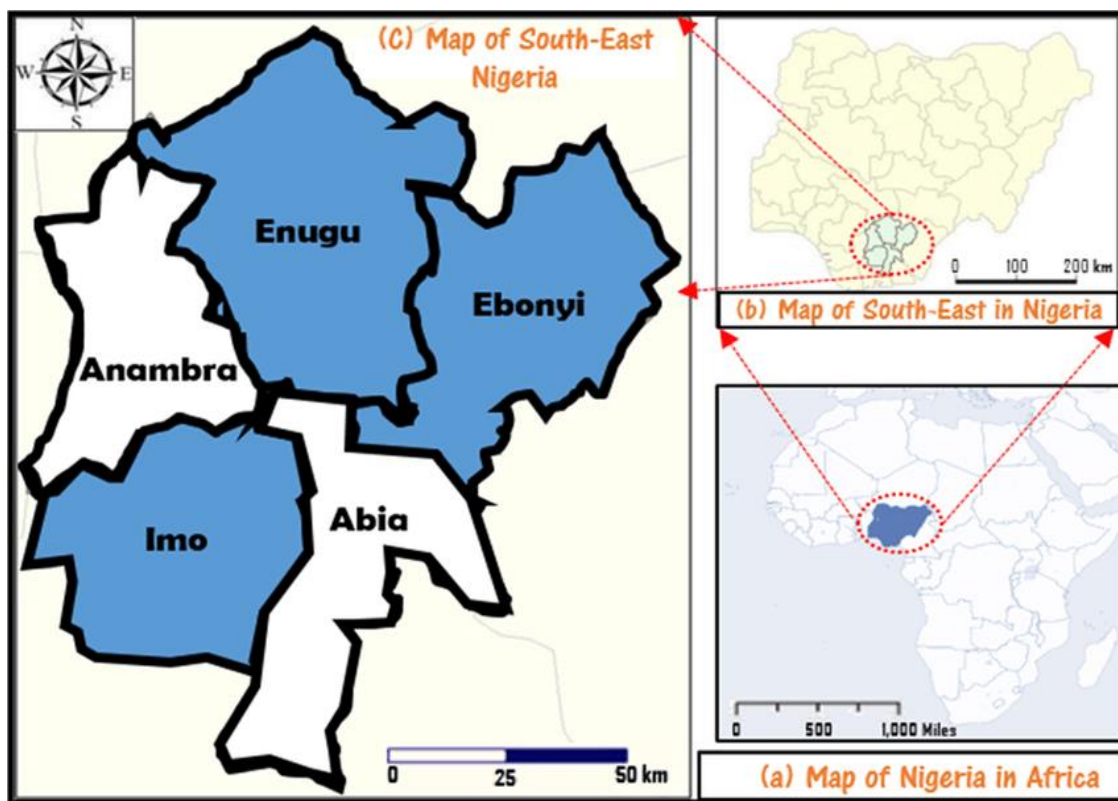 N
W
E
S
(C) Map of South-East
Nigeria
Enugu
Ebonyi
Anambra
Imo
Abia
0 25 50 km
0 100 200 km
(b) Map of South-East in Nigeria
0 500 1,000 Miles
(a) Map of Nigeria in Africa